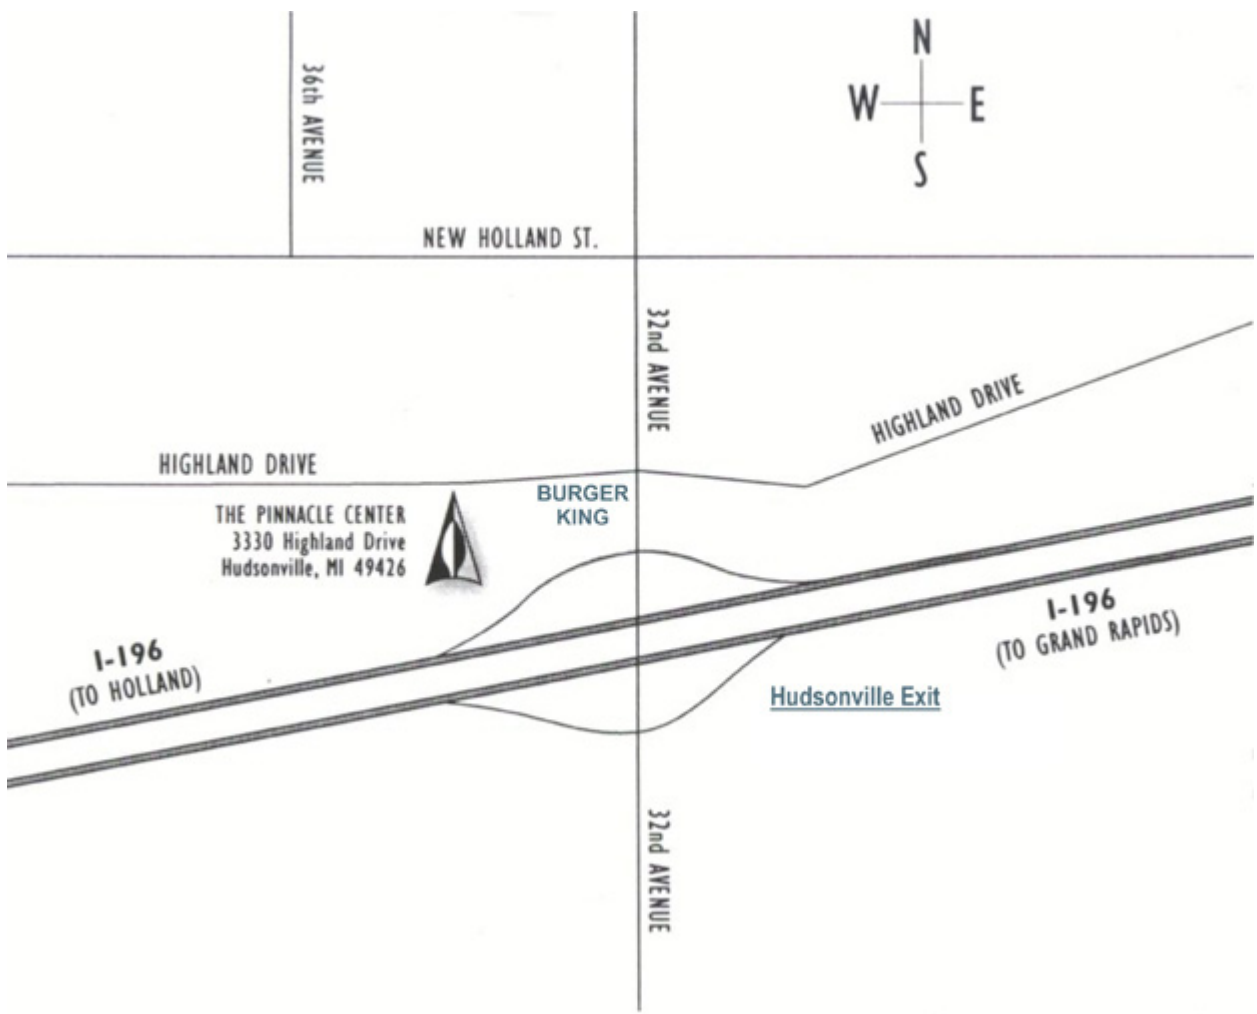 N
W E
S
36th AVENUE
NEW HOLLAND ST.
32nd AVENUE
HIGHLAND DRIVE
HIGHLAND DRIVE
BURGER
KING
THE PINNACLE CENTER
3330 Highland Drive
Hudsonville, MI 49426
I-196
(TO GRAND RAPIDS)
I-196
(TO HOLLAND)
Hudsonville Exit
32nd AVENUE